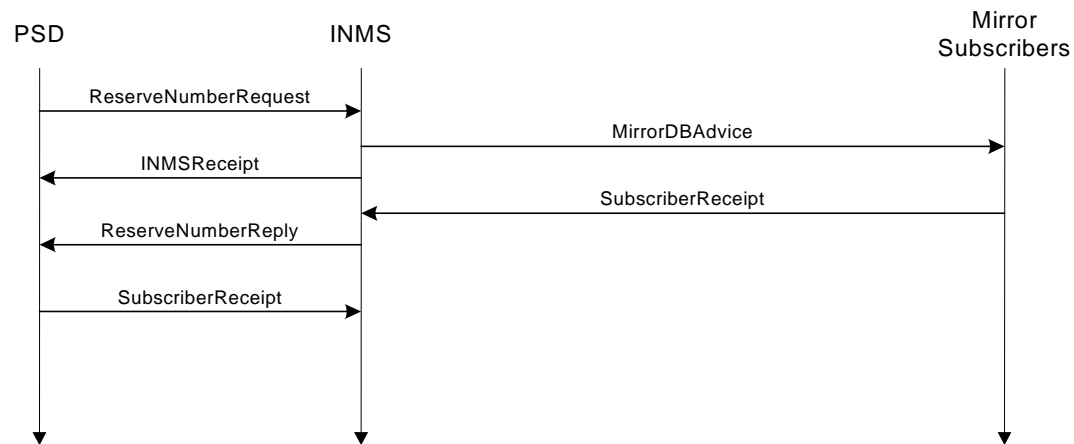 PSD
INMS
Mirror
Subscribers
ReserveNumberRequest
MirrorDBAdvice
INMSReceipt
SubscriberReceipt
ReserveNumberReply
SubscriberReceipt